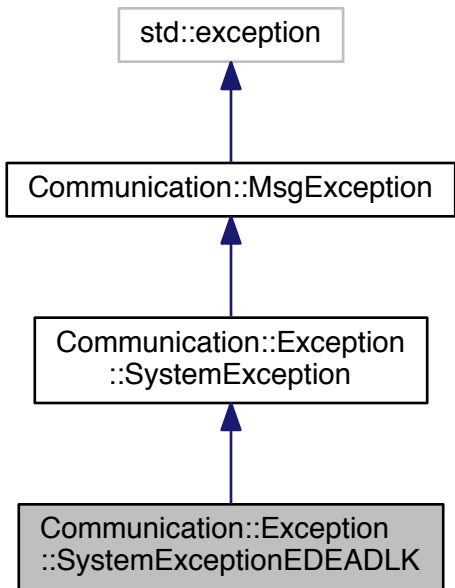 std::exception
Communication::MsgException
Communication::Exception
::SystemException
Communication::Exception
::SystemExceptionEDEADLK